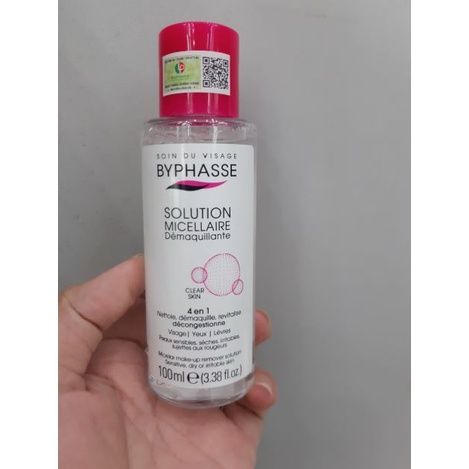 SOIN DU VISAGE
BYPHASSE
SOLUTION
MICELLAIRE
Démaquillante
CLEAR
SKIN
4 en 1
Nettoie, démaquille, revitalise
décongestionne
Visage | Yeux | Lèvres
Peaux sensibles, sèches, irritables,
sujettes aux rougeurs
Micellar make-up remover solution
Sensitive, dry or irritable skin
100ml e (3.38 fl.oz.)